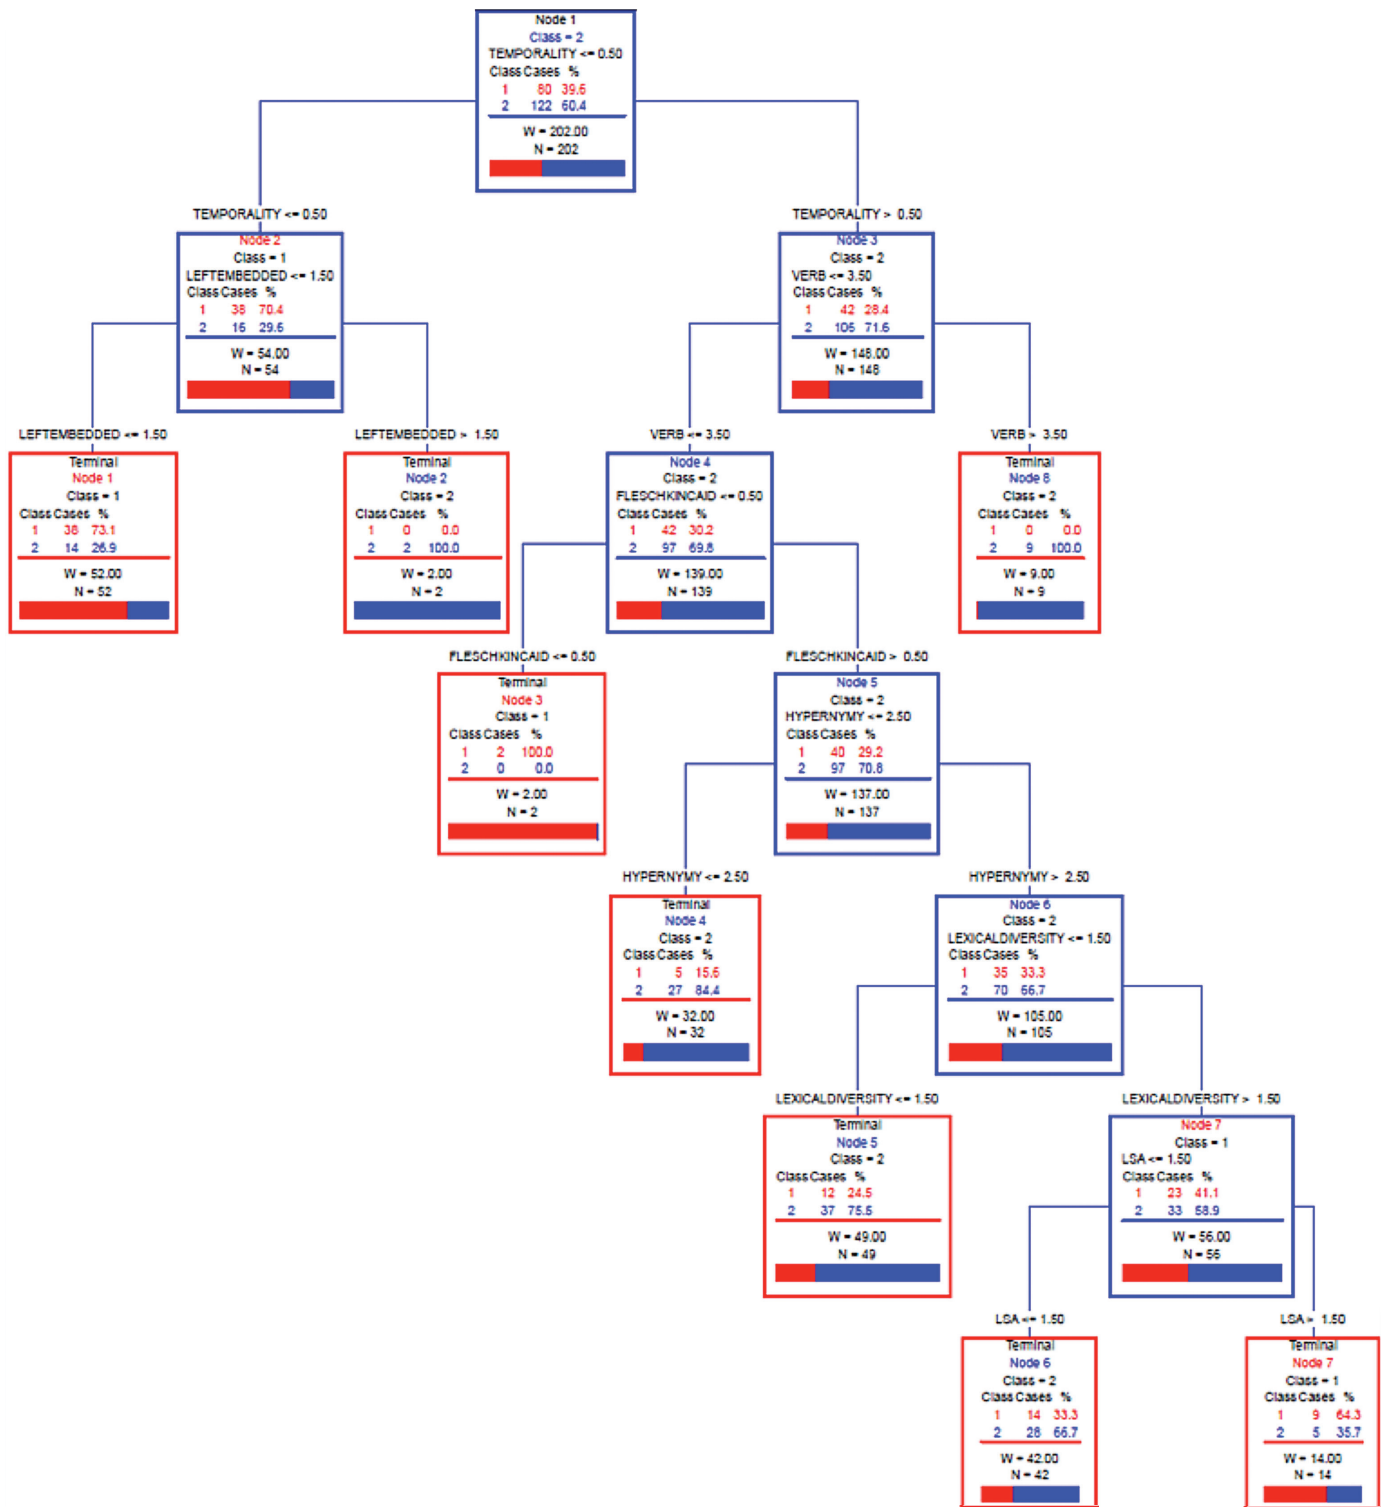 Node 1
Class = 2
TEMPORALITY <= 0.50
Class Cases %
1 80 39.6
2 122 60.4
W = 202.00
N = 202
TEMPORALITY <= 0.50
TEMPORALITY > 0.50
Node 2
Class = 1
LEFTEMBEDDED <= 1.50
Class Cases %
1 38 70.4
2 16 29.6
W = 54.00
N = 54
Node 3
Class = 2
VERB <= 3.50
Class Cases %
1 42 28.4
2 106 71.6
W = 148.00
N = 148
LEFTEMBEDDED <= 1.50
LEFTEMBEDDED > 1.50
VERB <= 3.50
VERB > 3.50
Terminal
Node 1
Class = 1
Class Cases %
1 38 73.1
2 14 26.9
W = 52.00
N = 52
Terminal
Node 2
Class = 2
Class Cases %
1 0 0.0
2 2 100.0
W = 2.00
N = 2
Node 4
Class = 2
FLESCHKINCAID <= 0.50
Class Cases %
1 42 30.2
2 97 69.8
W = 139.00
N = 139
Terminal
Node 8
Class = 2
Class Cases %
1 0 0.0
2 9 100.0
W = 9.00
N = 9
FLESCHKINCAID <= 0.50
FLESCHKINCAID > 0.50
Terminal
Node 3
Class = 1
Class Cases %
1 2 100.0
2 0 0.0
W = 2.00
N = 2
Node 5
Class = 2
HYPERNYMY <= 2.50
Class Cases %
1 40 29.2
2 97 70.8
W = 137.00
N = 137
HYPERNYMY <= 2.50
HYPERNYMY > 2.50
Terminal
Node 4
Class = 2
Class Cases %
1 5 15.6
2 27 84.4
W = 32.00
N = 32
Node 6
Class = 2
LEXICALDIVERSITY <= 1.50
Class Cases %
1 35 33.3
2 70 66.7
W = 105.00
N = 105
LEXICALDIVERSITY <= 1.50
LEXICALDIVERSITY > 1.50
Terminal
Node 5
Class = 2
Class Cases %
1 12 24.5
2 37 75.5
W = 49.00
N = 49
Node 7
Class = 1
LSA <= 1.50
Class Cases %
1 23 41.1
2 33 58.9
W = 56.00
N = 56
LSA <= 1.50
LSA > 1.50
Terminal
Node 6
Class = 2
Class Cases %
1 14 33.3
2 28 66.7
W = 42.00
N = 42
Terminal
Node 7
Class = 1
Class Cases %
1 9 64.3
2 5 35.7
W = 14.00
N = 14